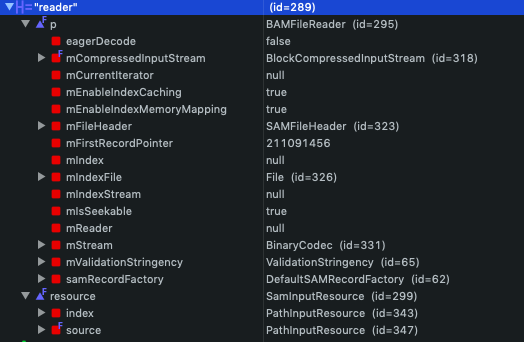 "reader" (id=289)
F p BAMFileReader (id=295)
eagerDecode false
F mCompressedInputStream BlockCompressedInputStream (id=318)
mCurrentIterator null
mEnableIndexCaching true
mEnableIndexMemoryMapping true
mFileHeader SAMFileHeader (id=323)
mFirstRecordPointer 211091456
mIndex null
mIndexFile File (id=326)
mIndexStream null
mIsSeekable true
mReader null
mStream BinaryCodec (id=331)
mValidationStringency ValidationStringency (id=65)
samRecordFactory DefaultSAMRecordFactory (id=62)
F resource SamInputResource (id=299)
index PathInputResource (id=343)
F source PathInputResource (id=347)